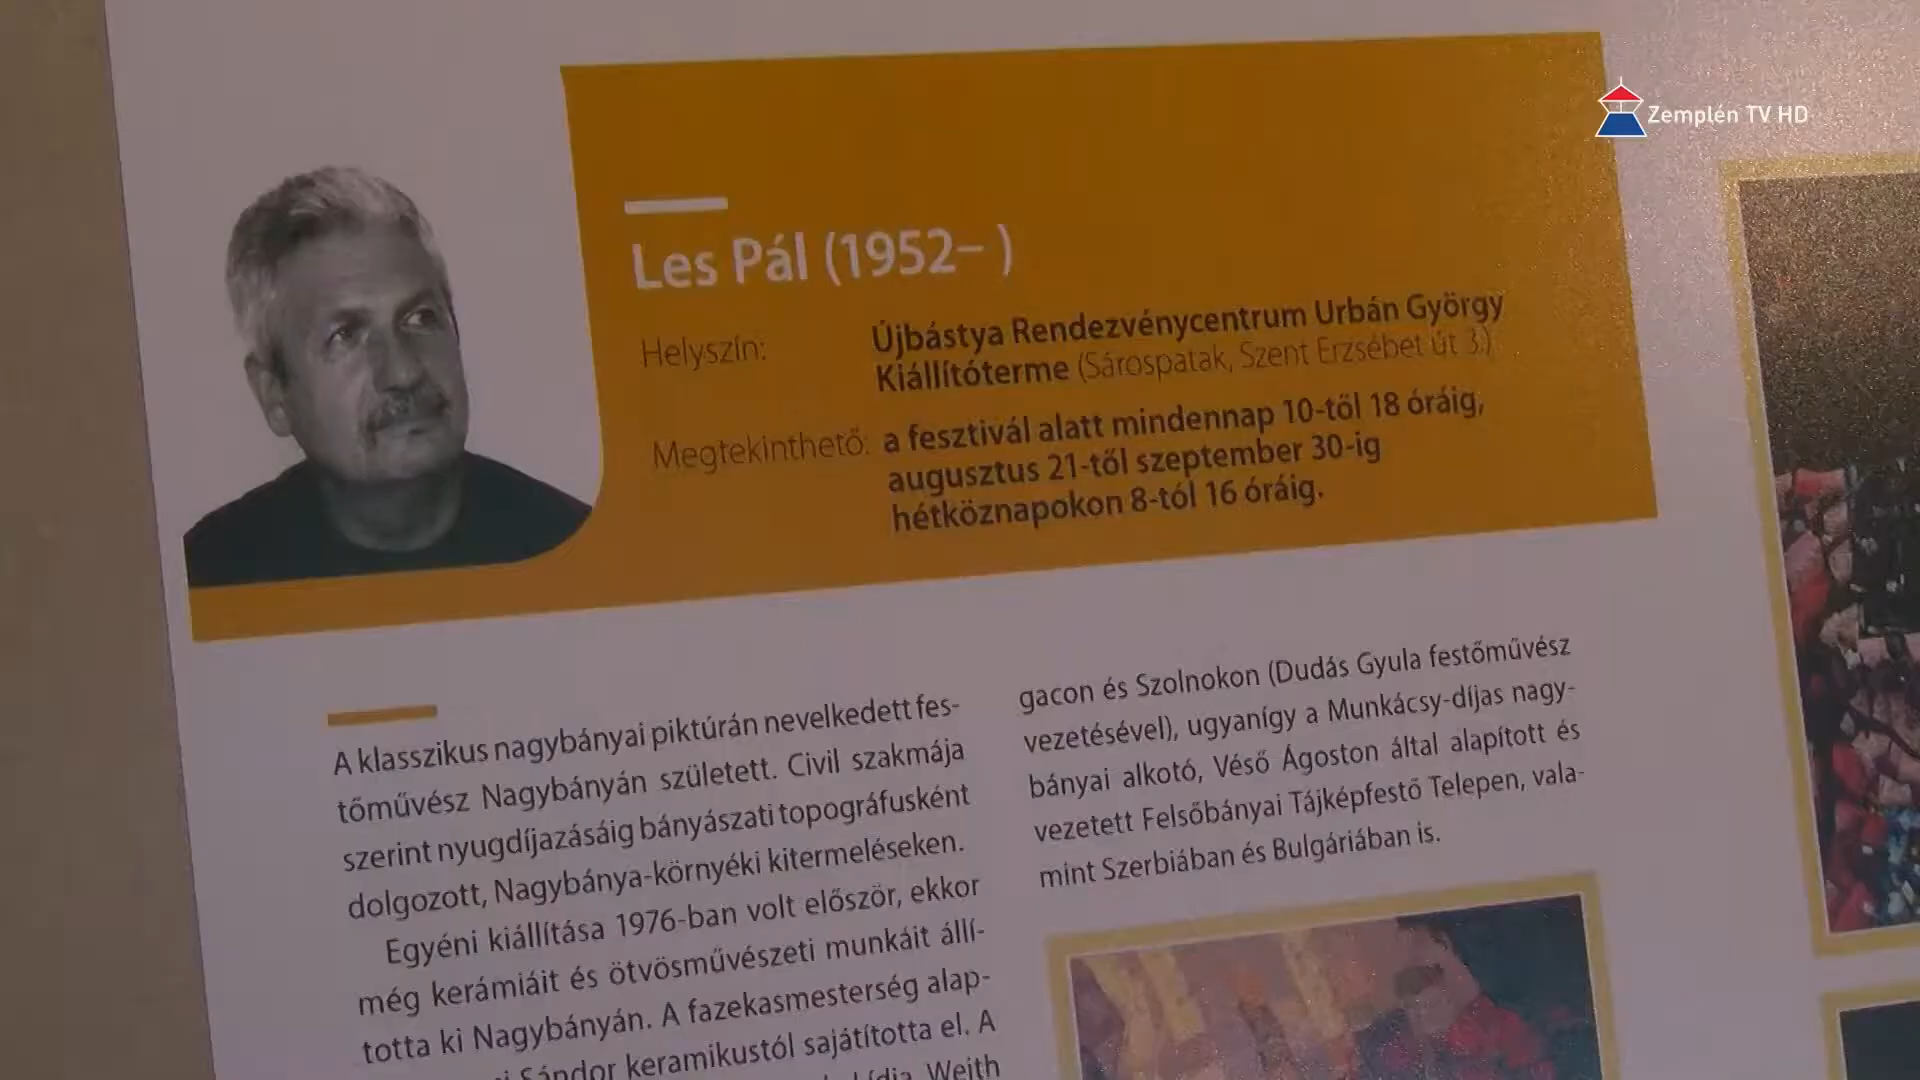 Zemplén TV HD
Les Pál (1952– )
Helyszín: Újbástya Rendezvénycentrum Urbán György
Kiállítóterme (Sárospatak, Szent Erzsébet út 3.)
Megtekinthető: a fesztivál alatt mindennap 10-től 18 óráig,
augusztus 21-től szeptember 30-ig
hétköznapokon 8-tól 16 óráig.
A klasszikus nagybányai piktúrán nevelkedett fes-
tőművész Nagybányán született. Civil szakmája
szerint nyugdíjazásáig bányászati topográfusként
dolgozott, Nagybánya-környéki kitermeléseken.
Egyéni kiállítása 1976-ban volt először, ekkor
még kerámiáit és ötvösművészeti munkáit állí-
totta ki Nagybányán. A fazekasmesterség alap-
Sándor keramikustól sajátította el. A
Weith
gacon és Szolnokon (Dudás Gyula festőművész
vezetésével), ugyanígy a Munkácsy-díjas nagy-
bányai alkotó, Véső Ágoston által alapított és
vezetett Felsőbányai Tájképfestő Telepen, vala-
mint Szerbiában és Bulgáriában is.